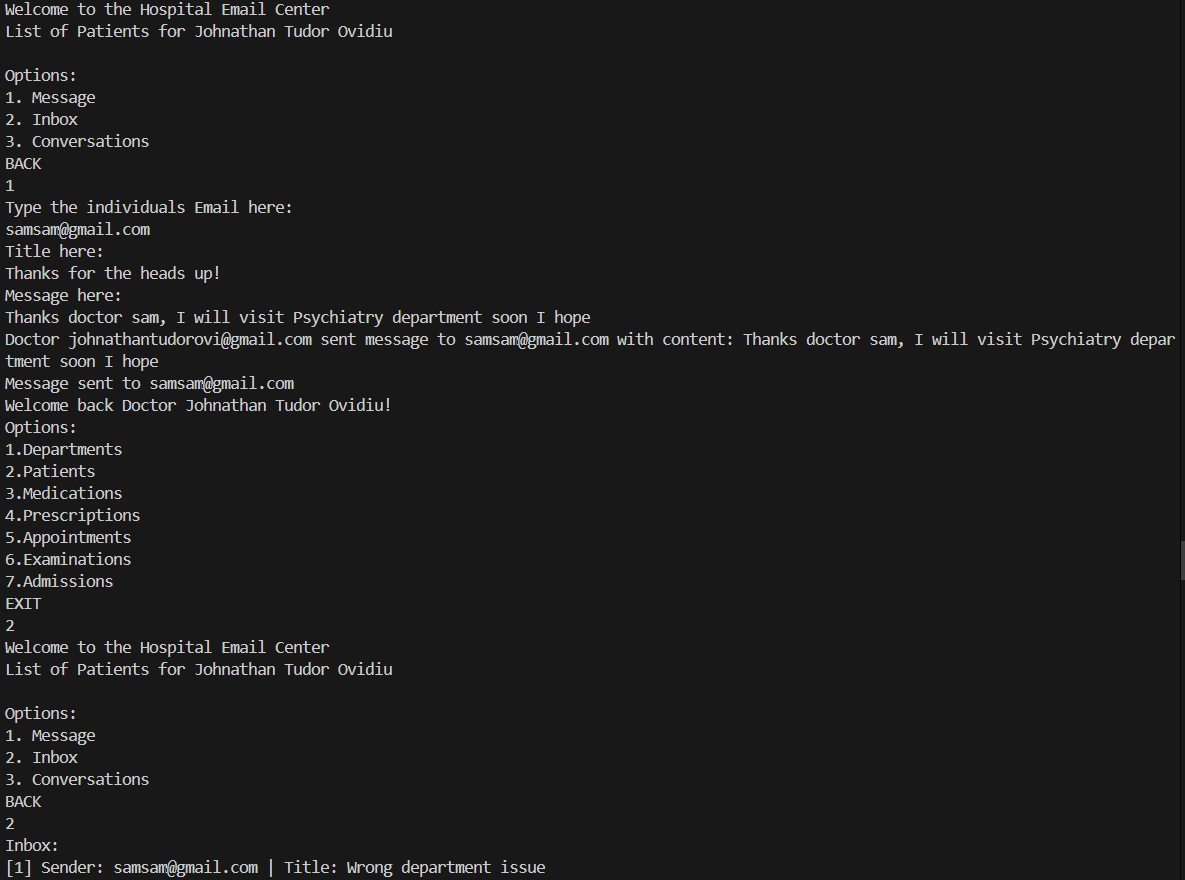 Welcome to the Hospital Email Center
List of Patients for Johnathan Tudor Ovidiu
Options:
1. Message
2. Inbox
3. Conversations
BACK
1
Type the individuals Email here:
samsam@gmail.com
Title here:
Thanks for the heads up!
Message here:
Thanks doctor sam, I will visit Psychiatry department soon I hope
Doctor johnathantudorovi@gmail.com sent message to samsam@gmail.com with content: Thanks doctor sam, I will visit Psychiatry depar
tment soon I hope
Message sent to samsam@gmail.com
Welcome back Doctor Johnathan Tudor Ovidiu!
Options:
1.Departments
2.Patients
3.Medications
4.Prescriptions
5.Appointments
6.Examinations
7.Admissions
EXIT
2
Welcome to the Hospital Email Center
List of Patients for Johnathan Tudor Ovidiu
Options:
1. Message
2. Inbox
3. Conversations
BACK
2
Inbox:
[1] Sender: samsam@gmail.com | Title: Wrong department issue